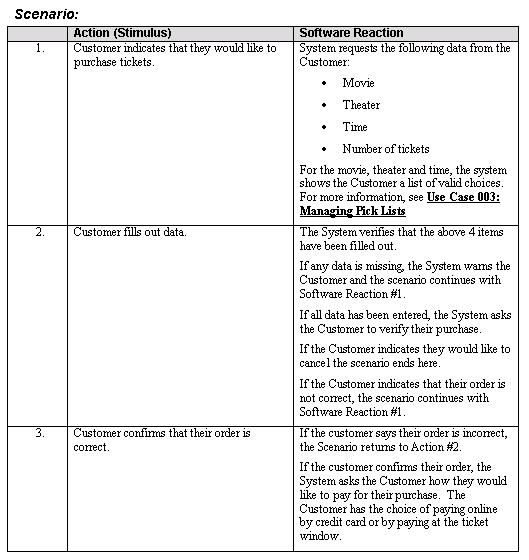 Scenario:
Action (Stimulus) Software Reaction
1. Customer indicates that they would like to
purchase tickets.
System requests the following data from the
Customer:
• Movie
• Theater
• Time
• Number of tickets
For the movie, theater and time, the system
shows the Customer a list of valid choices.
For more information, see Use Case 003:
Managing Pick Lists
2. Customer fills out data.
The System verifies that the above 4 items
have been filled out.
If any data is missing, the System warns the
Customer and the scenario continues with
Software Reaction #1.
If all data has been entered, the System asks
the Customer to verify their purchase.
If the Customer indicates they would like to
cancel the scenario ends here.
If the Customer indicates that their order is
not correct, the scenario continues with
Software Reaction #1.
3. Customer confirms that their order is
correct.
If the customer says their order is incorrect,
the Scenario returns to Action #2.
If the customer confirms their order, the
System asks the Customer how they would
like to pay for their purchase. The
Customer has the choice of paying online
by credit card or by paying at the ticket
window.